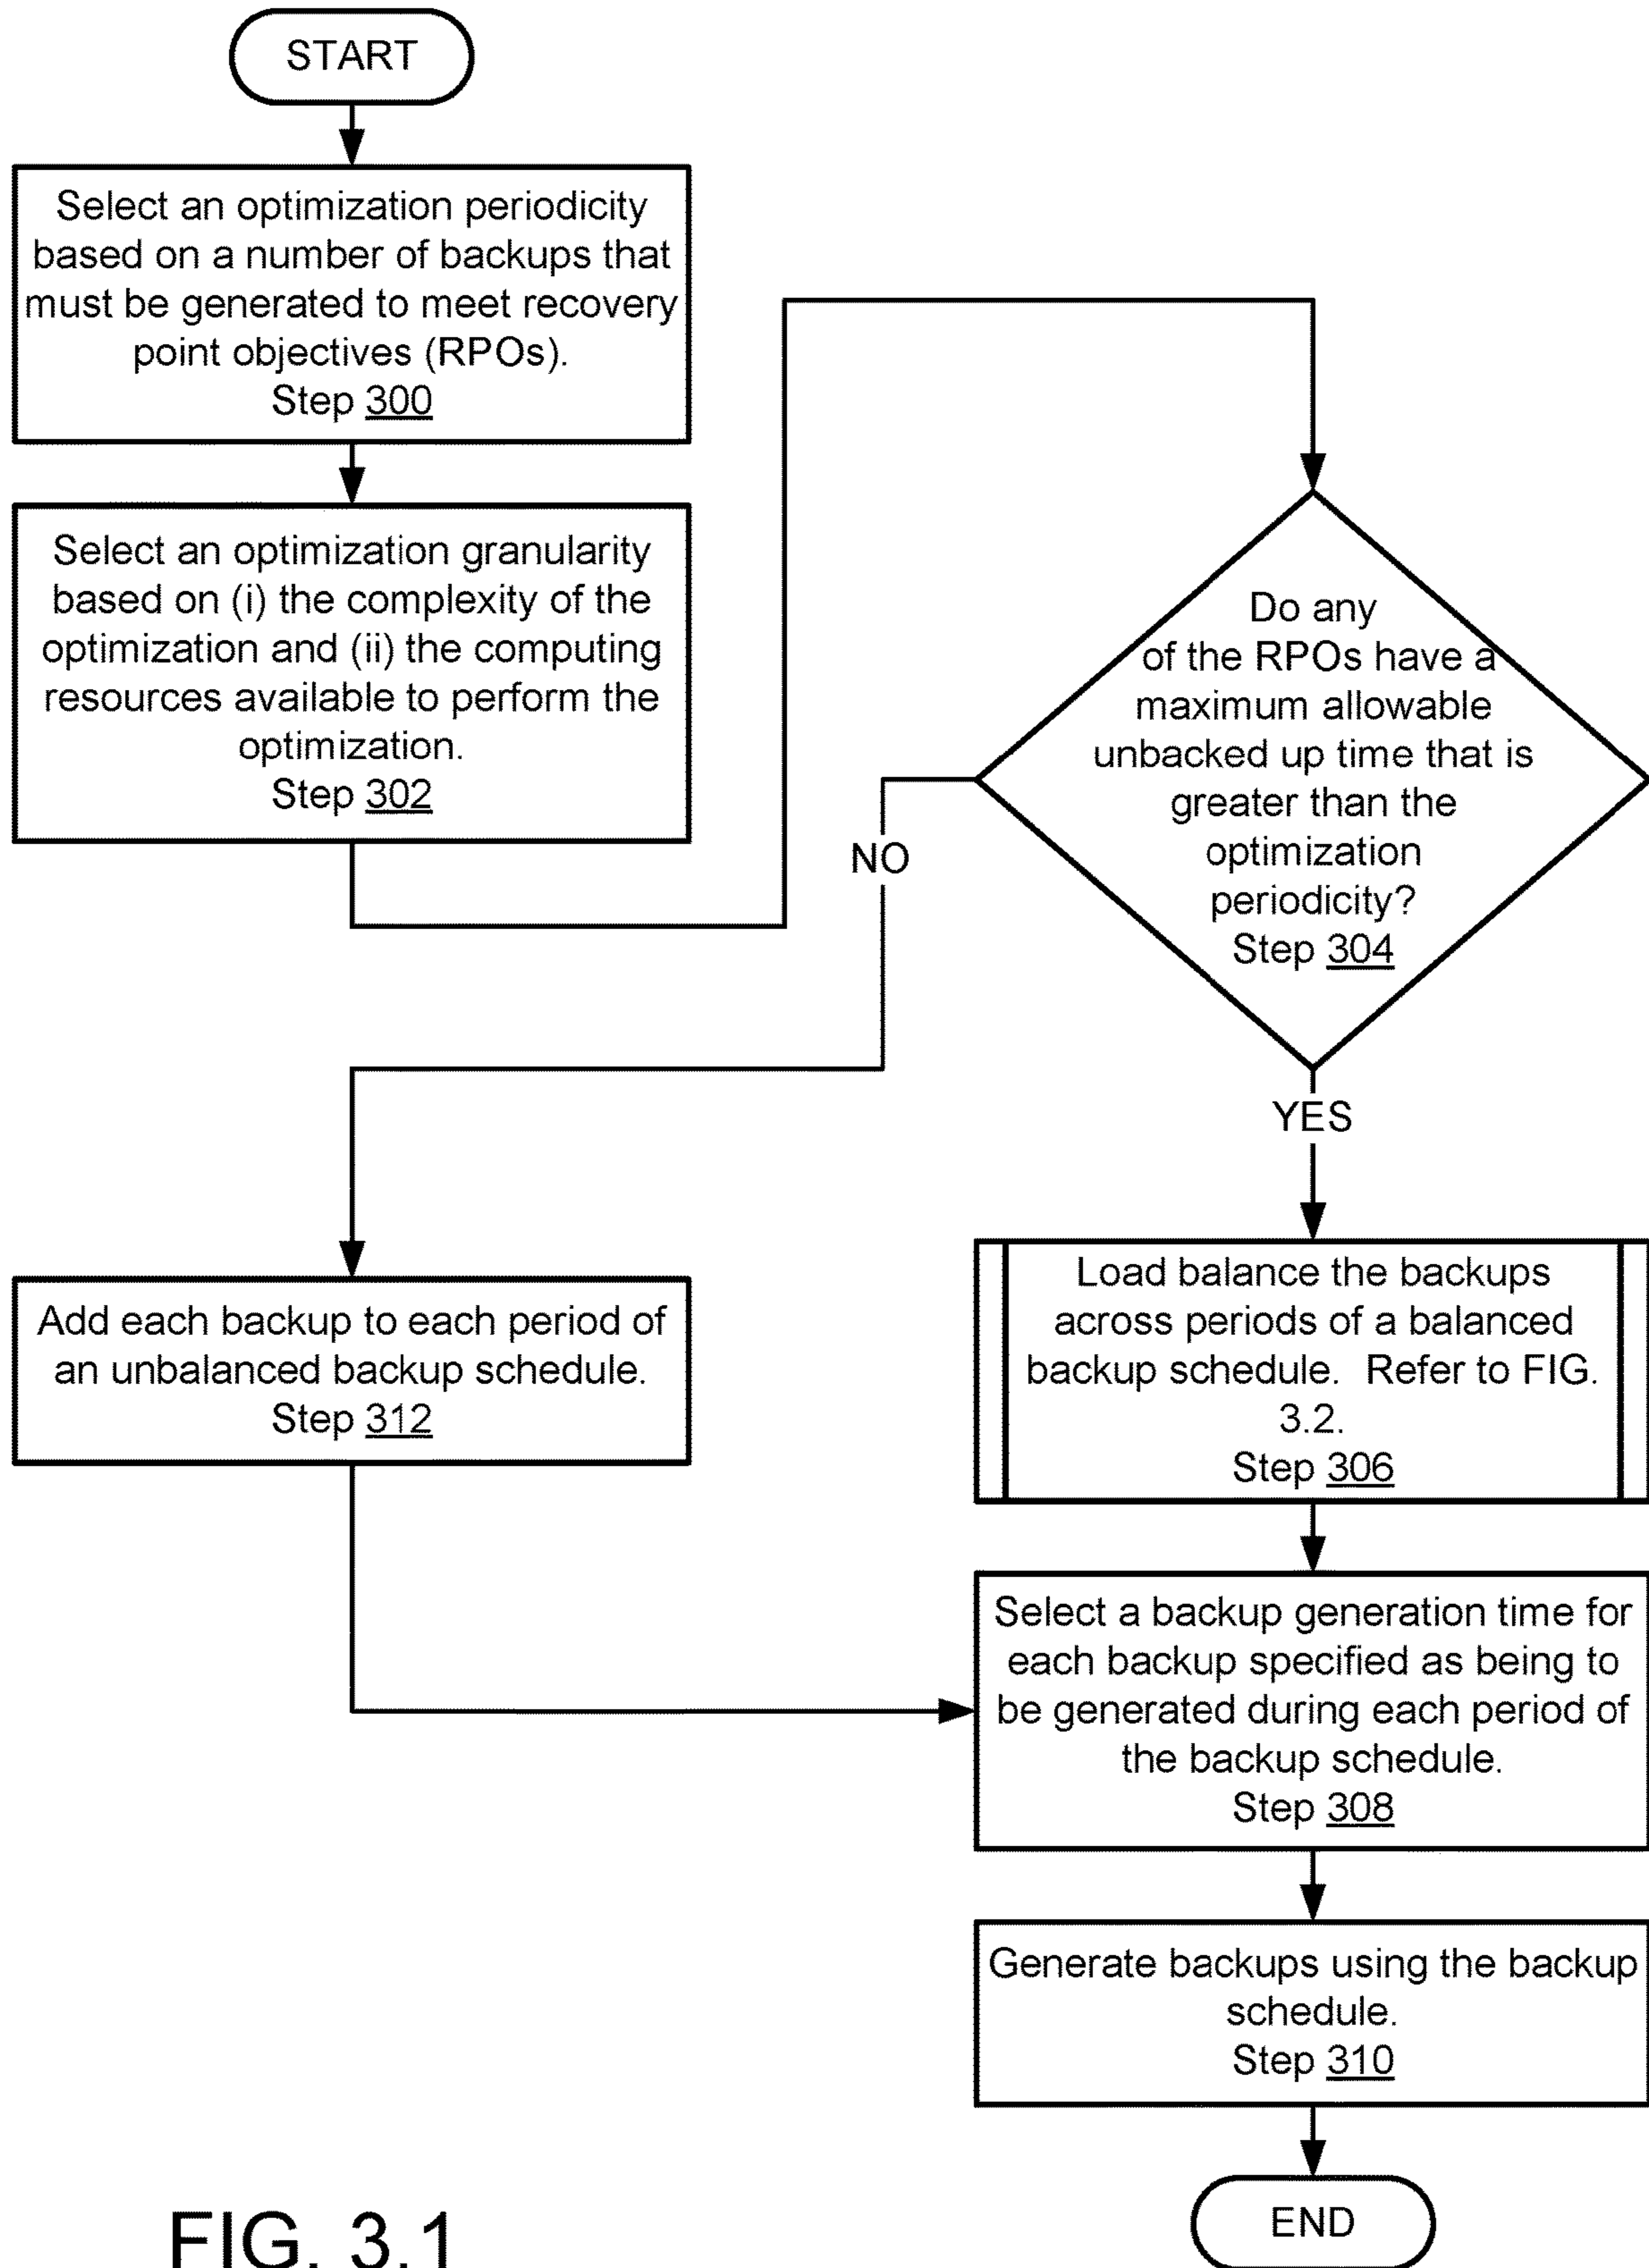 START
Select an optimization periodicity
based on a number of backups that
must be generated to meet recovery
point objectives (RPOs).
Step 300
Select an optimization granularity
based on (i) the complexity of the
optimization and (ii) the computing
resources available to perform the
optimization.
Step 302
Do any
of the RPOs have a
maximum allowable
unbacked up time that is
greater than the
optimization
periodicity?
Step 304
NO
YES
Add each backup to each period of
an unbalanced backup schedule.
Step 312
Load balance the backups
across periods of a balanced
backup schedule.  Refer to FIG.
3.2.
Step 306
Select a backup generation time for
each backup specified as being to
be generated during each period of
the backup schedule.
Step 308
Generate backups using the backup
schedule.
Step 310
END
FIG. 3.1